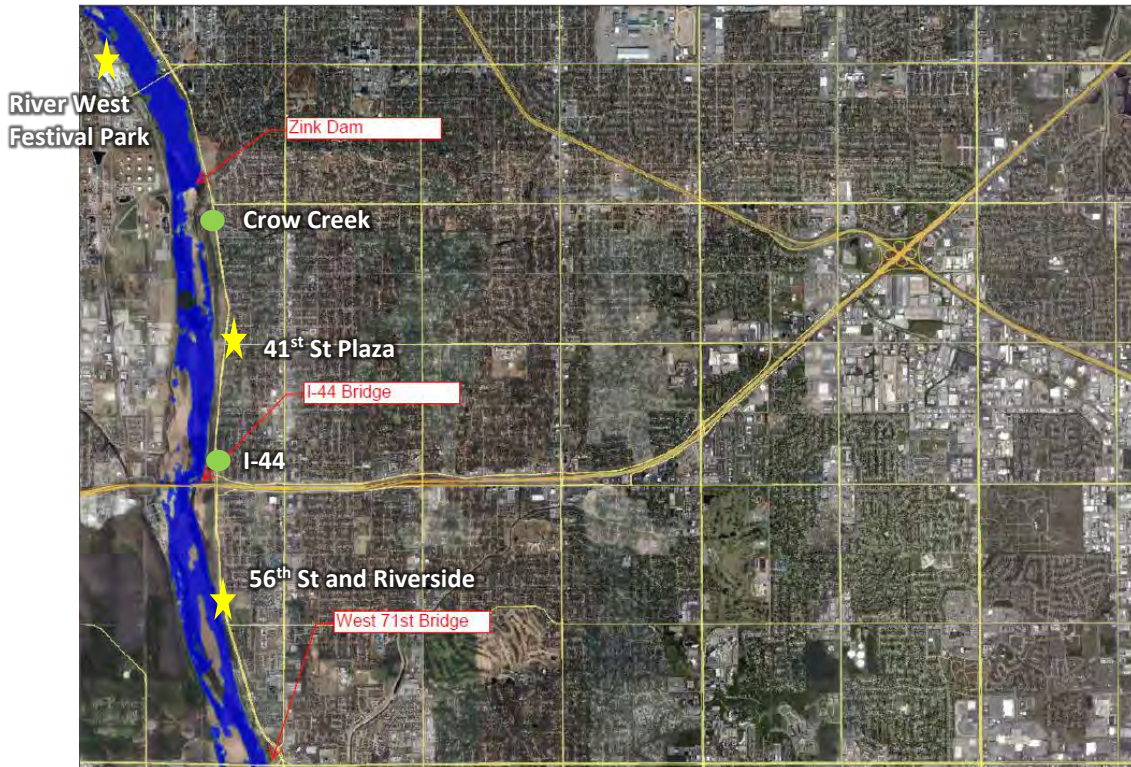 River West
Festival Park
Zink Dam
Crow Creek
41st St Plaza
I-44 Bridge
I-44
56th St and Riverside
West 71st Bridge